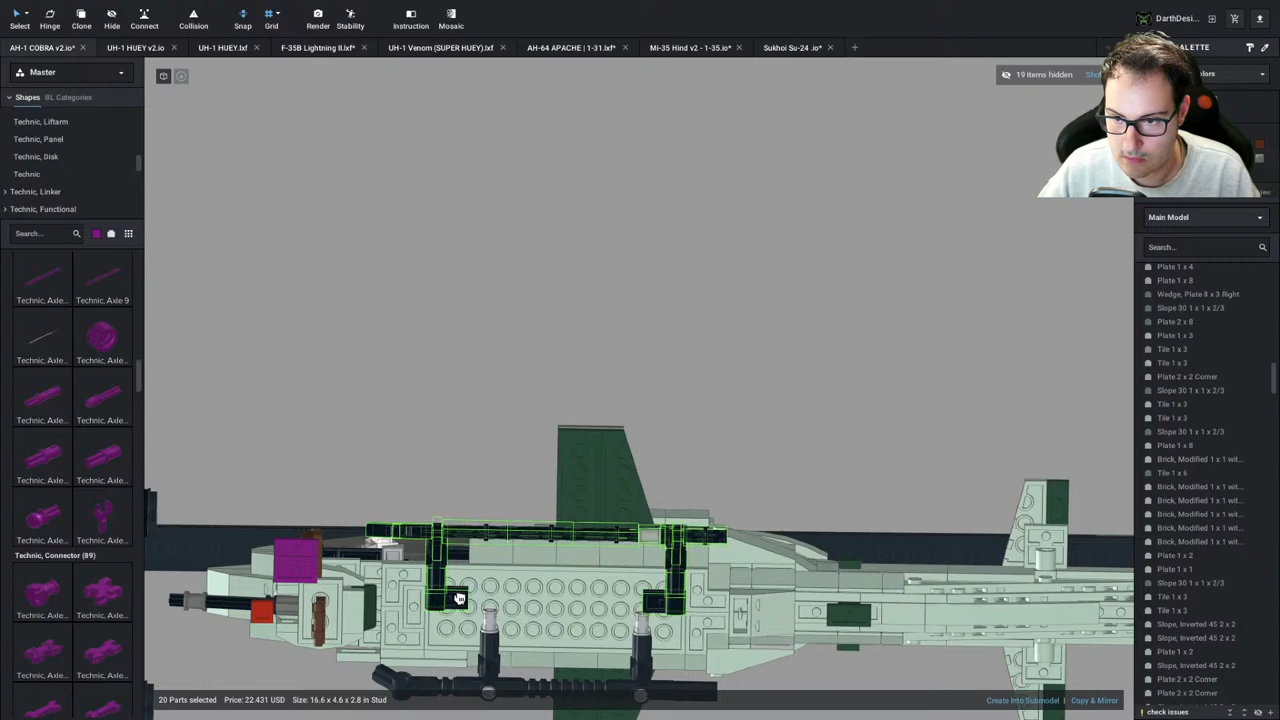 Select Hinge Clone Hide Connect Collision Snap Grid Render Stability Instruction Mosaic DarthDesi...
AH-1 COBRA v2.io* UH-1 HUEY v2.io UH-1 HUEY.lxf F-35B Lightning II.lxf* UH-1 Venom (SUPER HUEY).lxf AH-64 APACHE | 1-31.lxf* Mi-35 Hind v2 - 1-35.io* Sukhoi Su-24 .io* ALETTE
Master
19 items hidden
Shapes BL Categories
Technic, Liftarm
Technic, Panel
Technic, Disk
Technic
Technic, Linker
Technic, Functional
Search...
Technic, Axle... Technic, Axle 9
Technic, Axle... Technic, Axle...
Technic, Axle... Technic, Axle...
Technic, Axle... Technic, Axle...
Technic, Axle... Technic, Axle...
Technic, Connector (89)
Technic, Axle... Technic, Axle...
Technic, Axle... Technic, Axle...
Main Model
Search...
Plate 1 x 4
Plate 1 x 8
Wedge, Plate 8 x 3 Right
Slope 30 1 x 1 x 2/3
Plate 2 x 8
Plate 1 x 3
Tile 1 x 3
Tile 1 x 3
Plate 2 x 2 Corner
Slope 30 1 x 1 x 2/3
Tile 1 x 3
Tile 1 x 3
Slope 30 1 x 1 x 2/3
Plate 1 x 8
Brick, Modified 1 x 1 wit...
Tile 1 x 6
Brick, Modified 1 x 1 wit...
Brick, Modified 1 x 1 wit...
Brick, Modified 1 x 1 wit...
Brick, Modified 1 x 1 wit...
Brick, Modified 1 x 1 wit...
Plate 1 x 2
Plate 1 x 1
Slope 30 1 x 1 x 2/3
Tile 1 x 3
Tile 1 x 3
Slope, Inverted 45 2 x 2
Slope, Inverted 45 2 x 2
Plate 1 x 2
Slope, Inverted 45 2 x 2
Plate 2 x 2 Corner
Plate 2 x 2 Corner
check issues
20 Parts selected Price: 22.431 USD Size: 16.6 x 4.6 x 2.8 in Stud
Create Into Submodel | Copy & Mirror